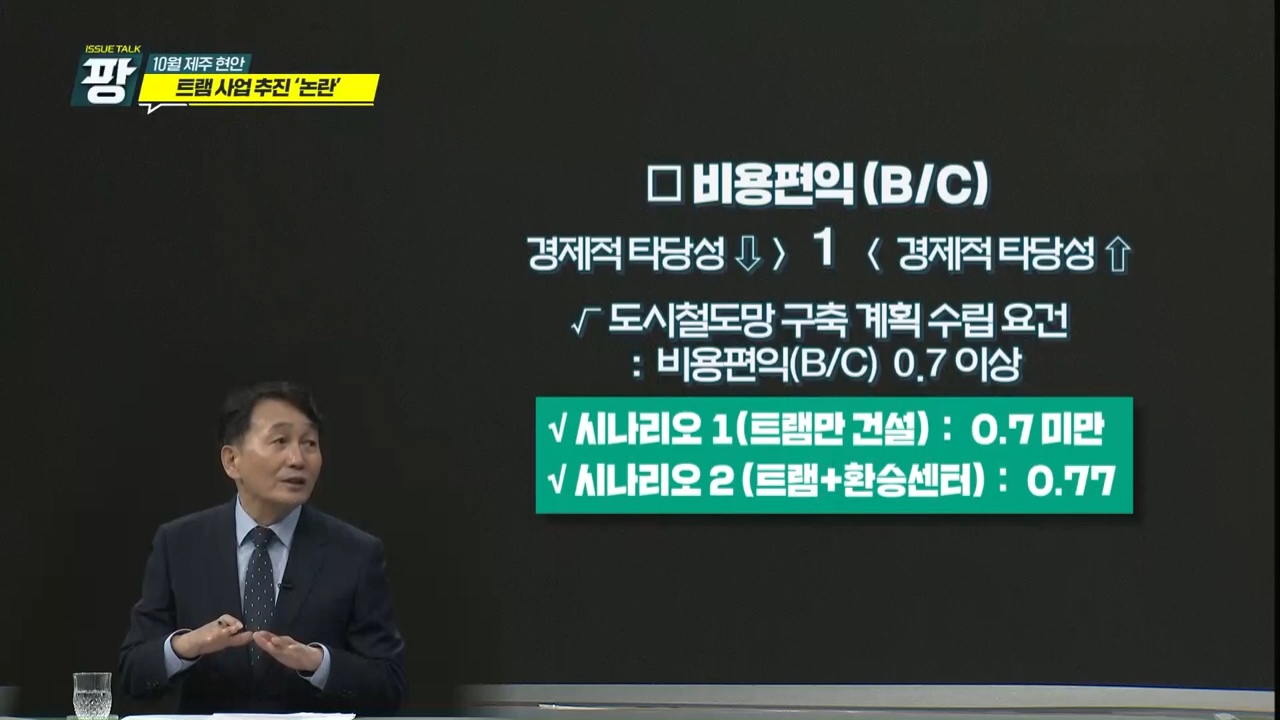 ISSUE TALK
팡
10월 제주 현안
트램 사업 추진 ‘논란’
□ 비용편익 (B/C)
경제적 타당성 ⇩ 〉 1 〈 경제적 타당성 ⇧
√ 도시철도망 구축 계획 수립 요건
: 비용편익(B/C) 0.7 이상
√ 시나리오 1 (트램만 건설) : 0.7 미만
√ 시나리오 2 (트램+환승센터) : 0.77